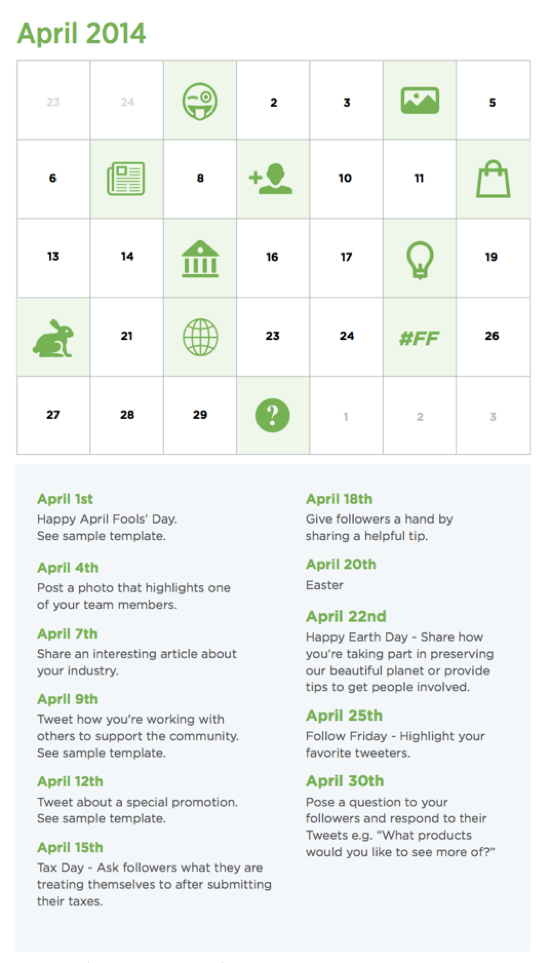 April 2014
23 24 2 3 5
6 8 10 11
13 14 16 17 19
21 23 24 #FF 26
27 28 29 ? 1 2 3
April 1st
Happy April Fools' Day.
See sample template.
April 4th
Post a photo that highlights one
of your team members.
April 7th
Share an interesting article about
your industry.
April 9th
Tweet how you're working with
others to support the community.
See sample template.
April 12th
Tweet about a special promotion.
See sample template.
April 15th
Tax Day - Ask followers what they are
treating themselves to after submitting
their taxes.
April 18th
Give followers a hand by
sharing a helpful tip.
April 20th
Easter
April 22nd
Happy Earth Day - Share how
you're taking part in preserving
our beautiful planet or provide
tips to get people involved.
April 25th
Follow Friday - Highlight your
favorite tweeters.
April 30th
Pose a question to your
followers and respond to their
Tweets e.g. "What products
would you like to see more of?"